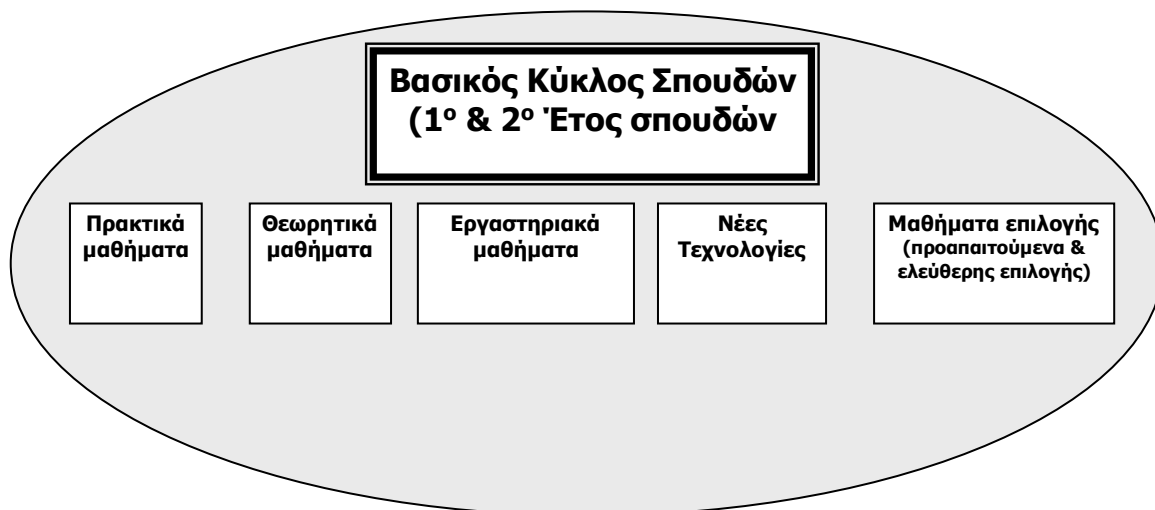 Βασικός Κύκλος Σπουδών
(1ο & 2ο Έτος σπουδών
Πρακτικά
μαθήματα
Θεωρητικά
μαθήματα
Εργαστηριακά
μαθήματα
Νέες
Τεχνολογίες
Μαθήματα επιλογής
(προαπαιτούμενα &
ελεύθερης επιλογής)